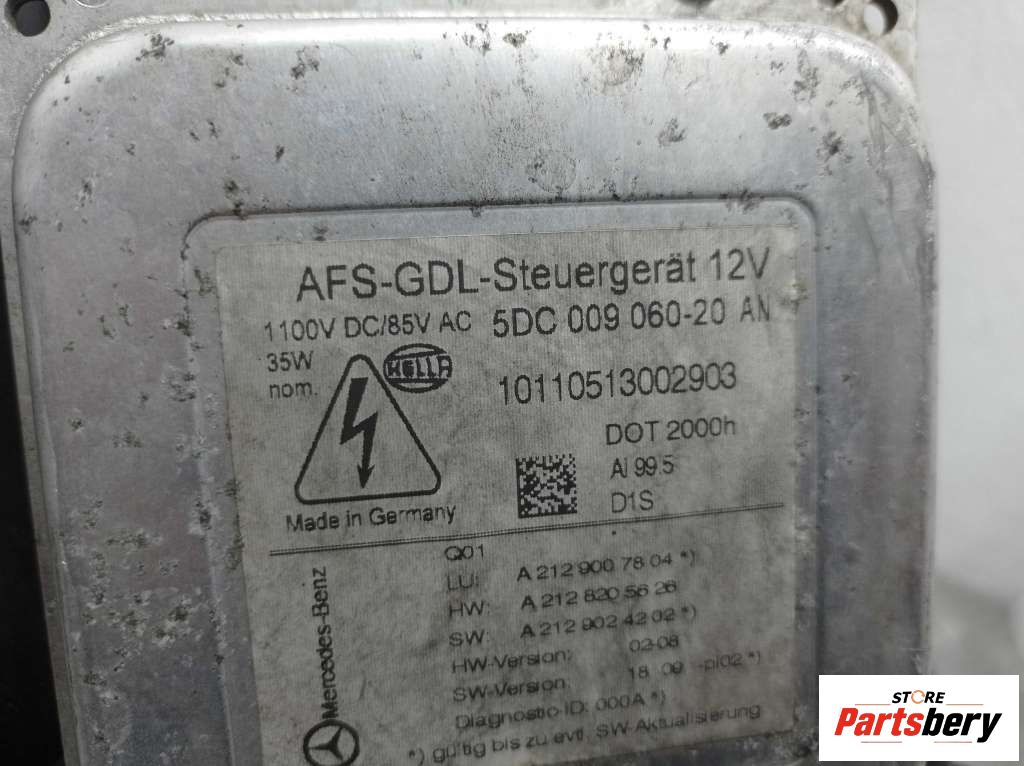 AFS-GDL-Steuergerät 12V
1100V DC/85V AC 5DC 009 060-20 AN
35W
nom.
HELLA
10110513002903
DOT 2000h
Al 99.5
D1S
Made in Germany
Q01
LU: A 212 900 78 04 *)
HW: A 212 820 56 26
SW: A 212 902 42 02 *)
HW-Version: 02-08
SW-Version: 18 09 -pl02 *)
Diagnostic-ID: 000A *)
*) gültig bis zu evtl. SW-Aktualisierung
Mercedes-Benz
STORE
Partsbery